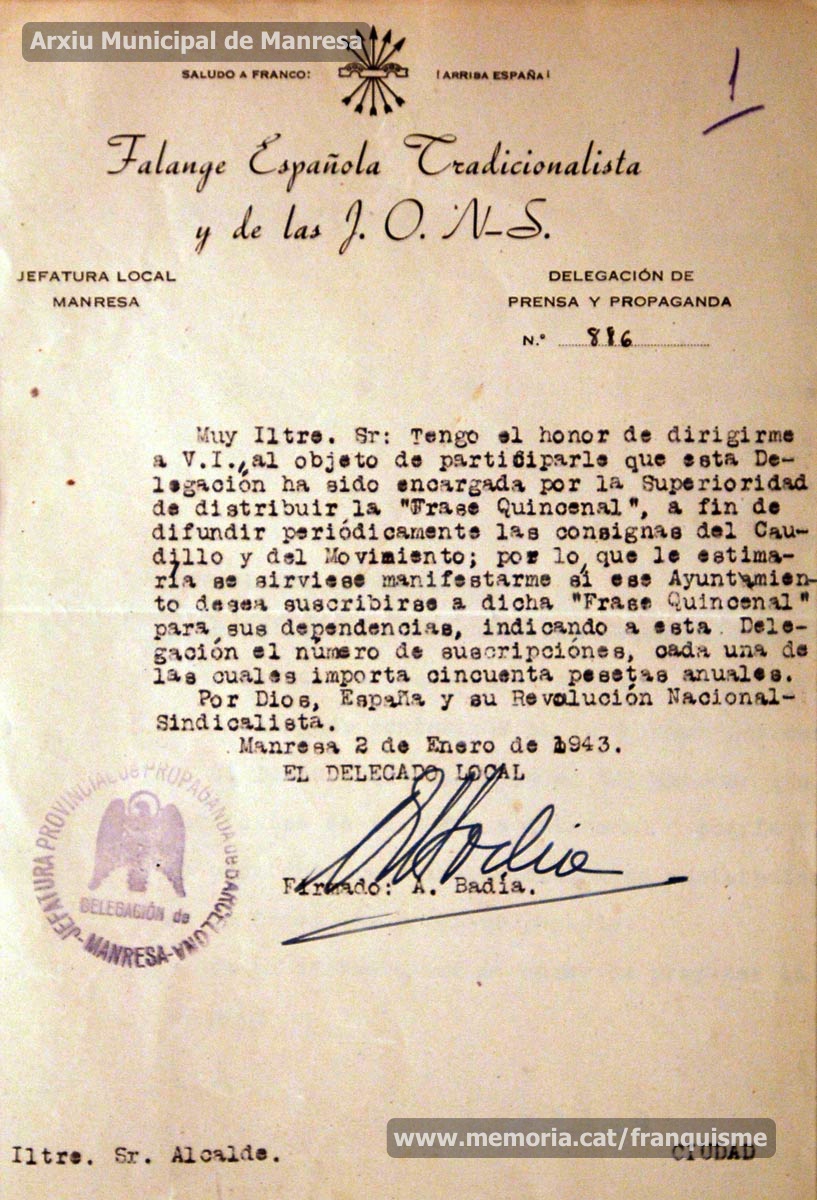 Arxiu Municipal de Manresa
SALUDO A FRANCO: ¡ARRIBA ESPAÑA!
1
Falange Española Tradicionalista
y de las J. O. N-S.
JEFATURA LOCAL
MANRESA
DELEGACIÓN DE
PRENSA Y PROPAGANDA
N.º 886
Muy Iltre. Sr: Tengo el honor de dirigirme
a V.I., al objeto de participarle que esta De-
legación ha sido encargada por la Superioridad
de distribuir la "Frase Quincenal", a fin de
difundir periódicamente las consignas del Cau-
dillo y del Movimiento; por lo que le estima-
ría se sirviese manifestarme si ese Ayuntamien-
to desea suscribirse a dicha "Frase Quincenal"
para sus dependencias, indicando a esta Dele-
gación el número de suscripciónes, cada una de
las cuales importa cincuenta pesetas anuales.
Por Dios, España y su Revolución Nacional-
Sindicalista.
Manresa 2 de Enero de 1943.
EL DELEGADO LOCAL
Firmado: A. Badía.
JEFATURA PROVINCIAL de PROPAGANDA de BARCELONA
DELEGACIÓN de
-MANRESA-
www.memoria.cat/franquisme
Iltre. Sr. Alcalde. CIUDAD